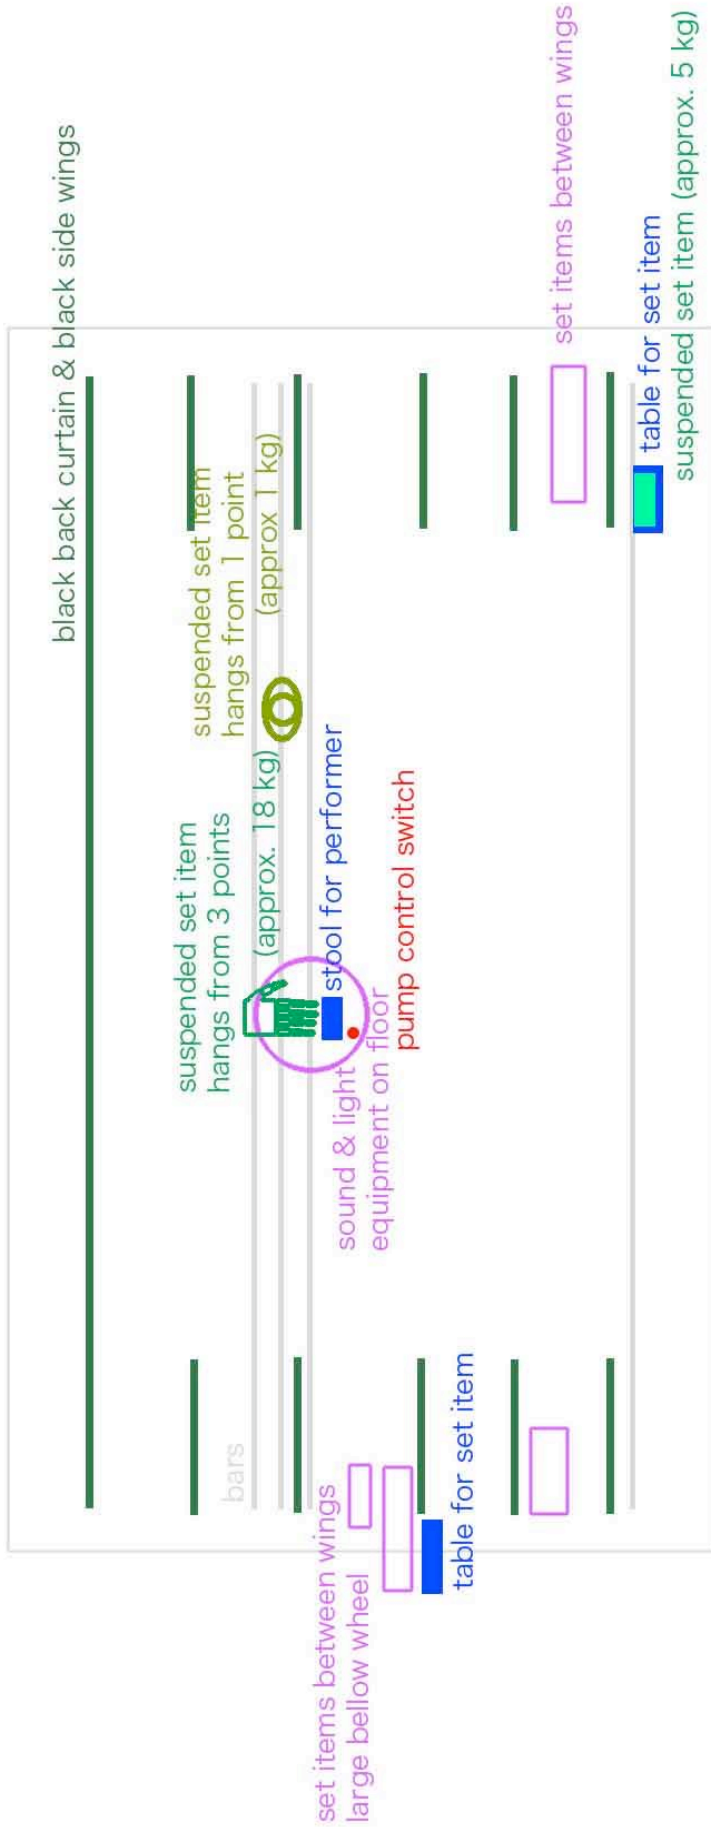 black back curtain & black side wings
suspended set item
hangs from 3 points
(approx. 18 kg)
suspended set item
hangs from 1 point
(approx 1 kg)
bars
stool for performer
sound & light
equipment on floor
pump control switch
set items between wings
large bellow wheel
table for set item
set items between wings
table for set item
suspended set item (approx. 5 kg)